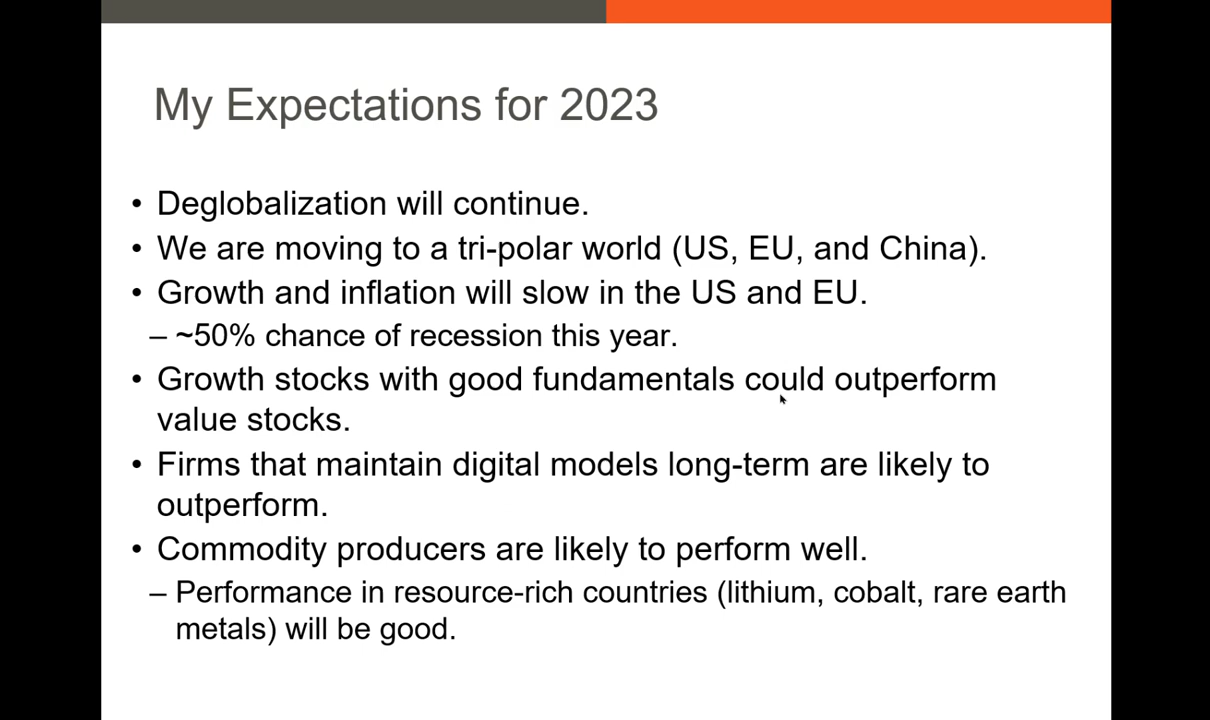 My Expectations for 2023
• Deglobalization will continue.
• We are moving to a tri-polar world (US, EU, and China).
• Growth and inflation will slow in the US and EU.
– ~50% chance of recession this year.
• Growth stocks with good fundamentals could outperform
value stocks.
• Firms that maintain digital models long-term are likely to
outperform.
• Commodity producers are likely to perform well.
– Performance in resource-rich countries (lithium, cobalt, rare earth
metals) will be good.